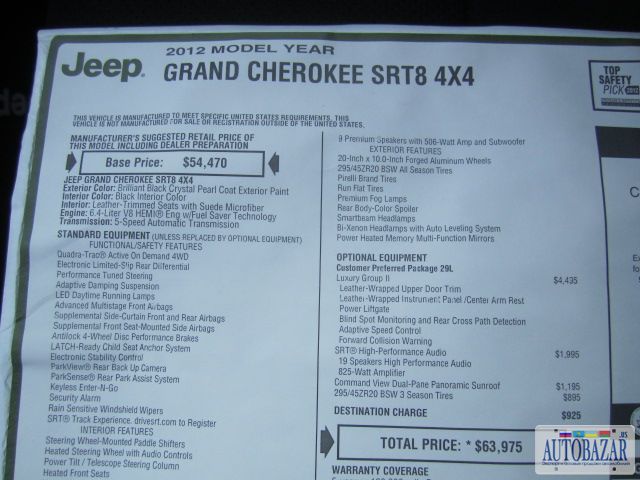 Jeep.
2012 MODEL YEAR
GRAND CHEROKEE SRT8 4X4
TOP
SAFETY
PICK
THIS VEHICLE IS MANUFACTURED TO MEET SPECIFIC UNITED STATES REQUIREMENTS. THIS
VEHICLE IS NOT MANUFACTURED FOR SALE OR REGISTRATION OUTSIDE OF THE UNITED STATES.
MANUFACTURER'S SUGGESTED RETAIL PRICE OF
THIS MODEL INCLUDING DEALER PREPARATION
Base Price: $54,470
JEEP GRAND CHEROKEE SRT8 4X4
Exterior Color: Brilliant Black Crystal Pearl Coat Exterior Paint
Interior Color: Black Interior Color
Interior: Leather-Trimmed Seats with Suede Microfiber
Engine: 6.4-Liter V8 HEMI® Eng w/Fuel Saver Technology
Transmission: 5-Speed Automatic Transmission
STANDARD EQUIPMENT (UNLESS REPLACED BY OPTIONAL EQUIPMENT)
FUNCTIONAL/SAFETY FEATURES
Quadra-Trac® Active On Demand 4WD
Electronic Limited-Slip Rear Differential
Performance Tuned Steering
Adaptive Damping Suspension
LED Daytime Running Lamps
Advanced Multistage Front Airbags
Supplemental Side-Curtain Front and Rear Airbags
Supplemental Front Seat-Mounted Side Airbags
Antilock 4-Wheel Disc Performance Brakes
LATCH-Ready Child Seat Anchor System
Electronic Stability Control
ParkView® Rear Back Up Camera
ParkSense® Rear Park Assist System
Keyless Enter-N-Go
Security Alarm
Rain Sensitive Windshield Wipers
SRT® Track Experience. drivesrt.com to Register
INTERIOR FEATURES
Steering Wheel-Mounted Paddle Shifters
Heated Steering Wheel with Audio Controls
Power Tilt / Telescope Steering Column
Heated Front Seats
9 Premium Speakers with 506-Watt Amp and Subwoofer
EXTERIOR FEATURES
20-Inch x 10.0-Inch Forged Aluminum Wheels
295/45ZR20 BSW All Season Tires
Pirelli Brand Tires
Run Flat Tires
Premium Fog Lamps
Rear Body-Color Spoiler
Smartbeam Headlamps
Bi-Xenon Headlamps with Auto Leveling System
Power Heated Memory Multi-Function Mirrors
OPTIONAL EQUIPMENT
Customer Preferred Package 29L
Luxury Group II $4,495
Leather-Wrapped Upper Door Trim
Leather-Wrapped Instrument Panel /Center Arm Rest
Power Liftgate
Blind Spot Monitoring and Rear Cross Path Detection
Adaptive Speed Control
Forward Collision Warning
SRT® High-Performance Audio $1,995
19 Speakers High Performance Audio
825-Watt Amplifier
Command View Dual-Pane Panoramic Sunroof $1,195
295/45ZR20 BSW 3 Season Tires $895
DESTINATION CHARGE $925
TOTAL PRICE: * $63,975
WARRANTY COVERAGE
AUTOBAZAR.us